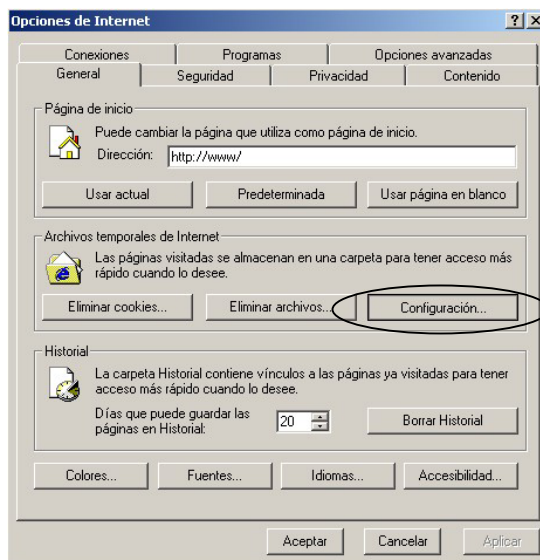 Opciones de Internet
Conexiones Programas Opciones avanzadas
General Seguridad Privacidad Contenido
Página de inicio
Puede cambiar la página que utiliza como página de inicio.
Dirección: http://www/
Usar actual Predeterminada Usar página en blanco
Archivos temporales de Internet
Las páginas visitadas se almacenan en una carpeta para tener acceso más
rápido cuando lo desee.
Eliminar cookies... Eliminar archivos... Configuración...
Historial
La carpeta Historial contiene vínculos a las páginas ya visitadas para tener
acceso más rápido cuando lo desee.
Días que puede guardar las
páginas en Historial: 20 Borrar Historial
Colores... Fuentes... Idiomas... Accesibilidad...
Aceptar Cancelar Aplicar